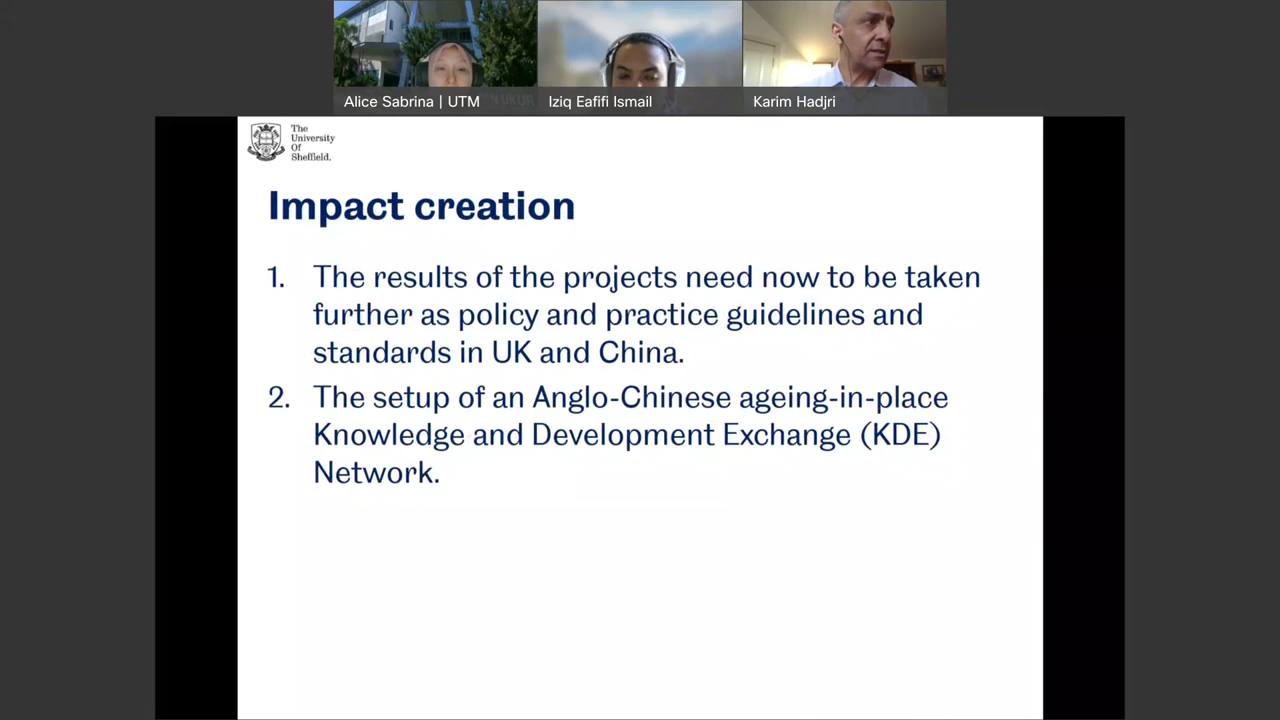 Alice Sabrina | UTM
Iziq Eafifi Ismail
Karim Hadjri
The
University
Of
Sheffield.
Impact creation
1. The results of the projects need now to be taken
further as policy and practice guidelines and
standards in UK and China.
2. The setup of an Anglo-Chinese ageing-in-place
Knowledge and Development Exchange (KDE)
Network.